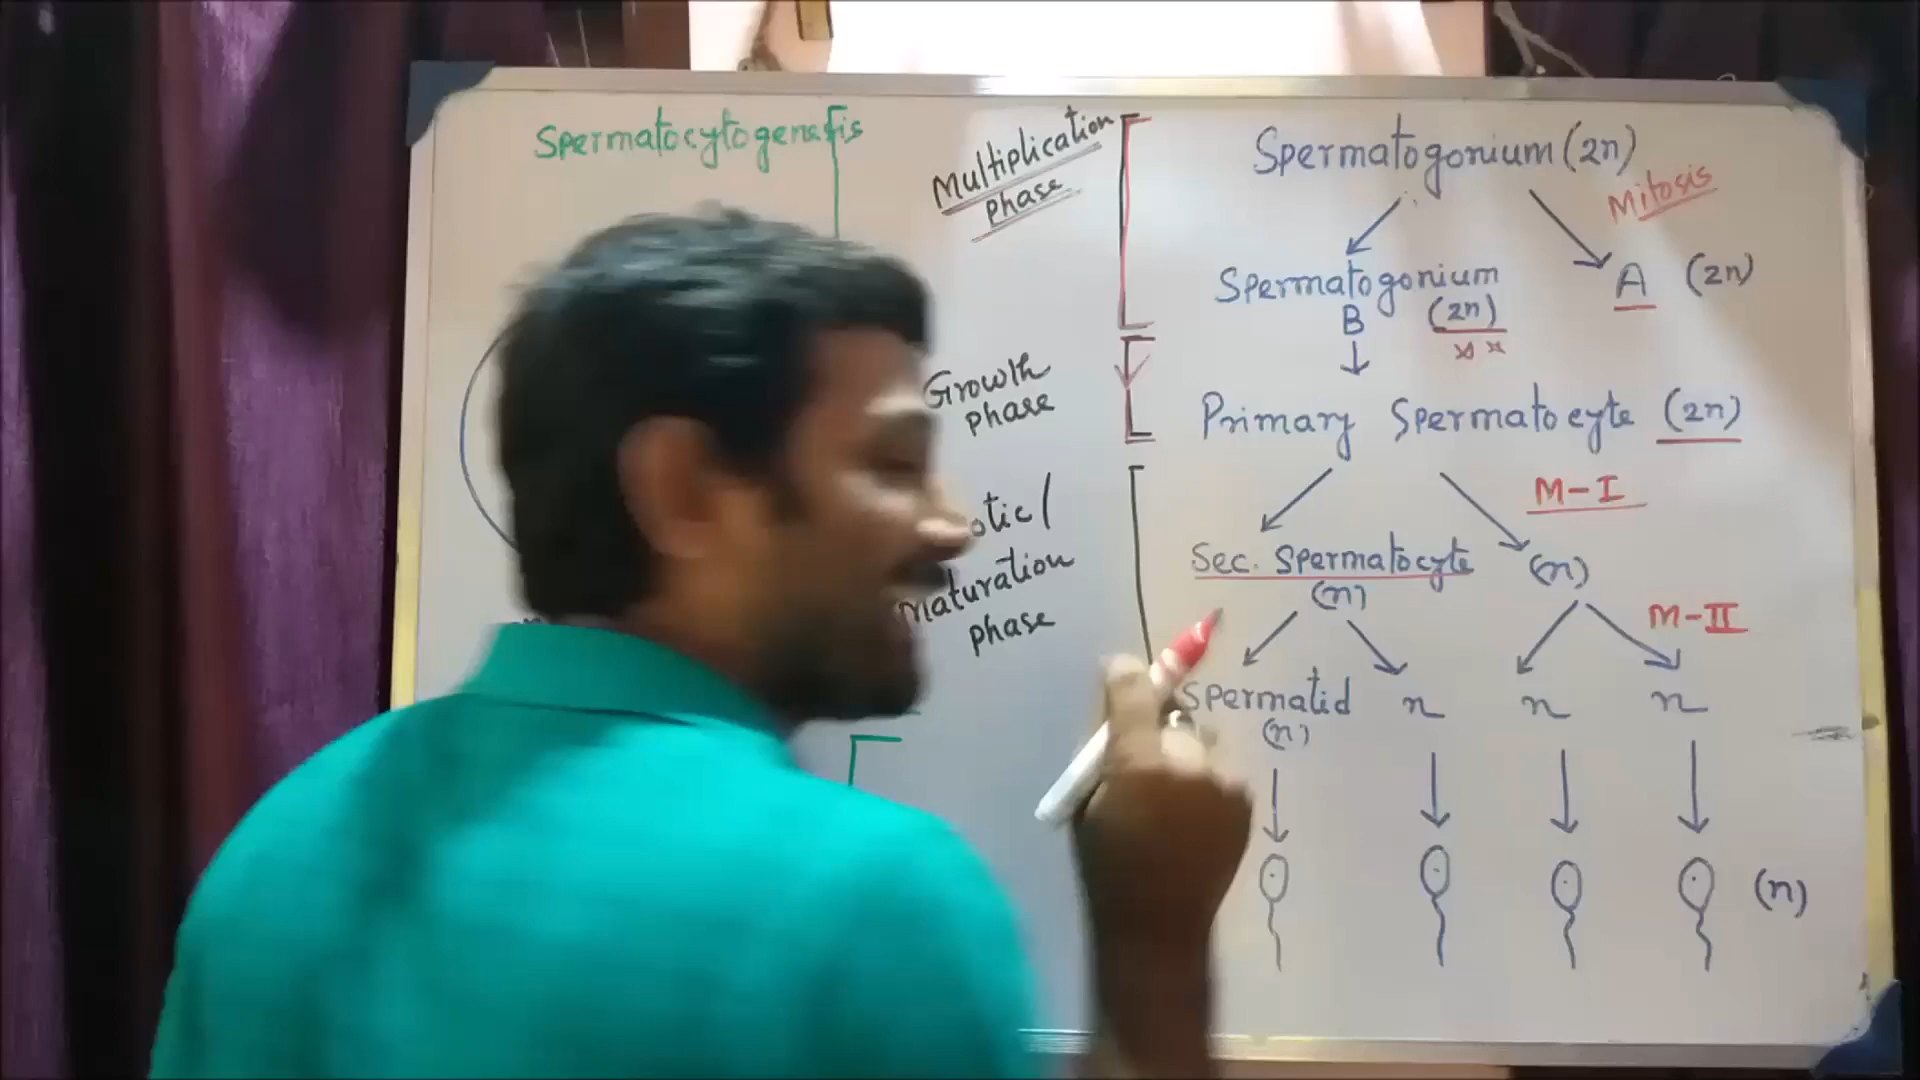 Spermatocytogenesis
Multiplication
phase
Spermatogonium (2n)
Mitosis
Spermatogonium
B
(2n)
A (2n)
Growth
phase
Primary Spermatocyte (2n)
M-I
otic/
maturation
phase
Sec. Spermatocyte
(n)
(n)
M-II
Spermatid
(n)
n
n
n
(n)